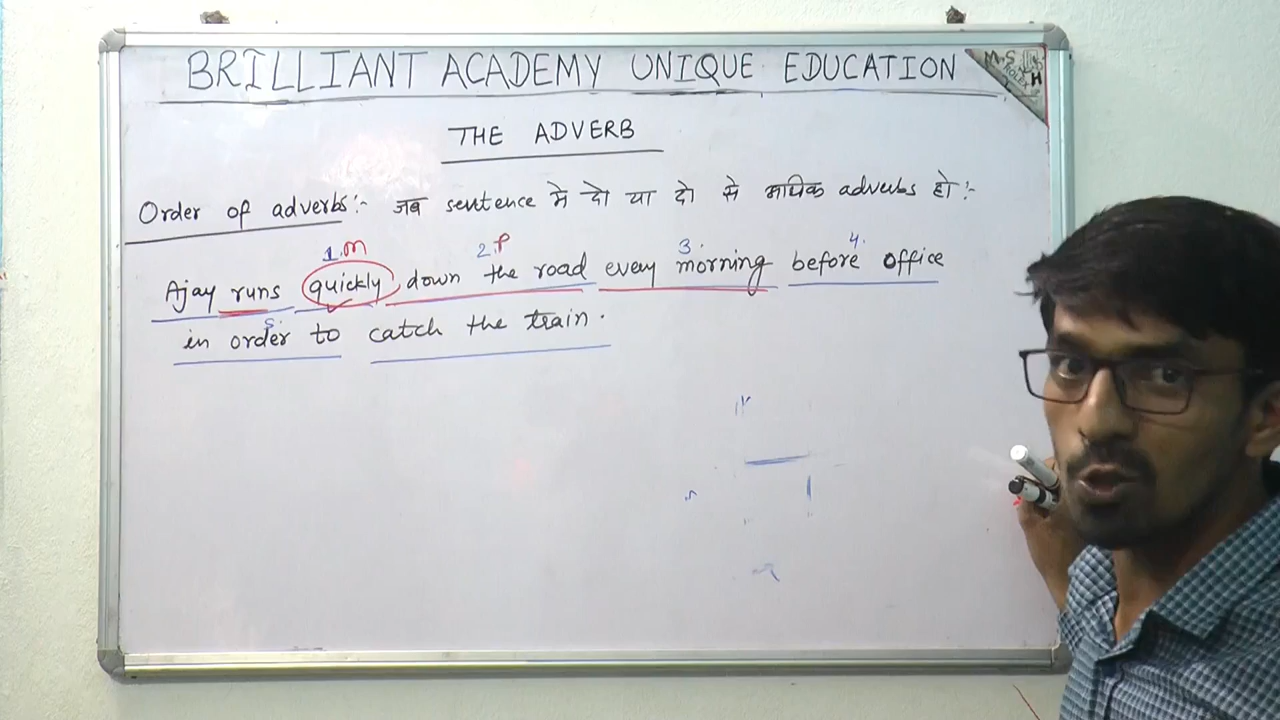 BRILLIANT ACADEMY UNIQUE EDUCATION
M.S
THE ADVERB
Order of adverbs:- जब sentence में दो या दो से अधिक adverbs हो:-
1.M 2.P 3. 4.
Ajay runs quickly down the road every morning before office
5.
in order to catch the train.